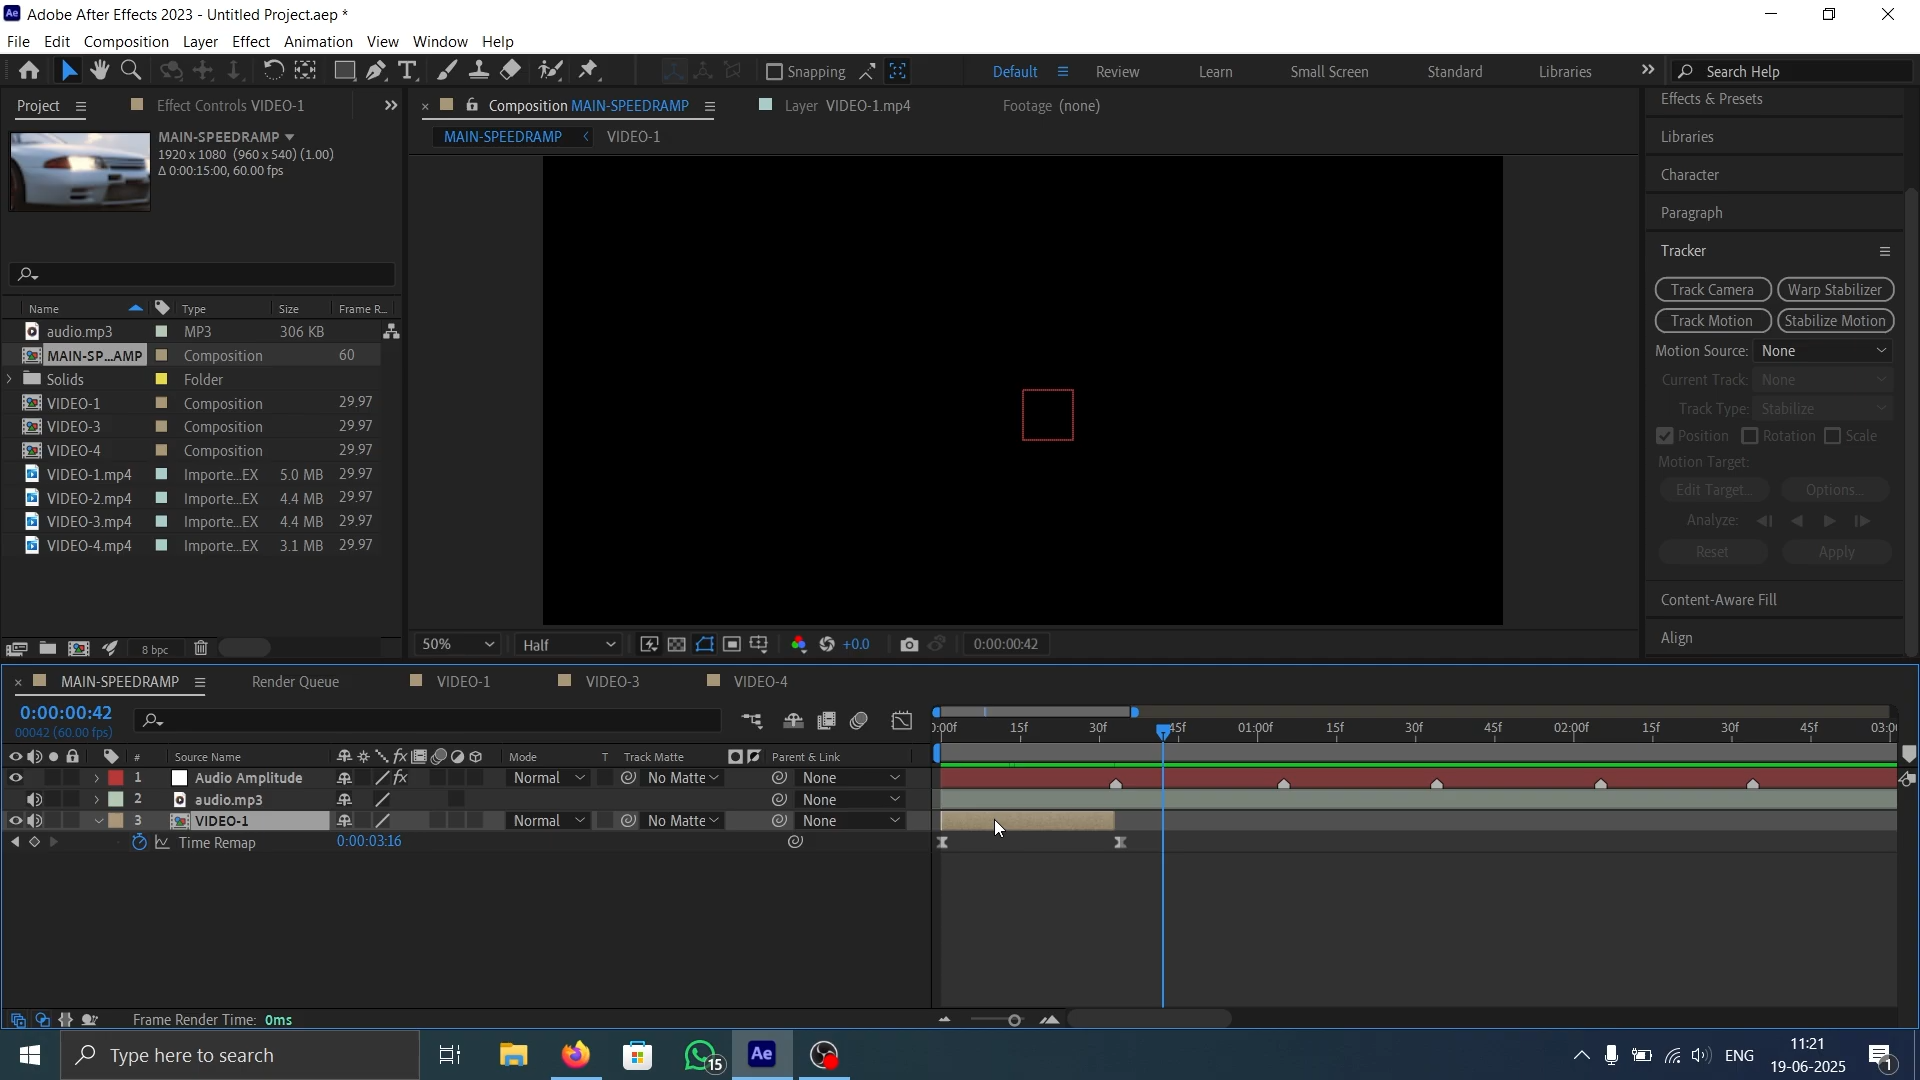 Adobe After Effects 2023 - Untitled Project.aep *
File Edit Composition Layer Effect Animation View Window Help
Snapping
Default Review Learn Small Screen Standard Libraries
Search Help
Project Effect Controls VIDEO-1
Composition MAIN-SPEEDRAMP Layer VIDEO-1.mp4 Footage (none)
MAIN-SPEEDRAMP VIDEO-1
MAIN-SPEEDRAMP
1920 x 1080 (960 x 540) (1.00)
Δ 0:00:15:00, 60.00 fps
Name Type Size Frame R...
audio.mp3 MP3 306 KB
MAIN-SP...AMP Composition 60
Solids Folder
VIDEO-1 Composition 29.97
VIDEO-3 Composition 29.97
VIDEO-4 Composition 29.97
VIDEO-1.mp4 Importe...EX 5.0 MB 29.97
VIDEO-2.mp4 Importe...EX 4.4 MB 29.97
VIDEO-3.mp4 Importe...EX 4.4 MB 29.97
VIDEO-4.mp4 Importe...EX 3.1 MB 29.97
8 bpc
50% Half +0.0 0:00:00:42
Effects & Presets
Libraries
Character
Paragraph
Tracker
Track Camera Warp Stabilizer
Track Motion Stabilize Motion
Motion Source: None
Current Track: None
Track Type: Stabilize
Position Rotation Scale
Motion Target:
Edit Target... Options...
Analyze:
Reset Apply
Content-Aware Fill
Align
MAIN-SPEEDRAMP Render Queue VIDEO-1 VIDEO-3 VIDEO-4
0:00:00:42
00042 (60.00 fps)
15f 30f 45f 01:00f 15f 30f 45f 02:00f 15f 30f 45f
# Source Name fx Mode T Track Matte Parent & Link
1 Audio Amplitude fx Normal No Matte None
2 audio.mp3 None
3 VIDEO-1 Normal No Matte None
Time Remap 0:00:03:16
Frame Render Time: 0ms
Type here to search
15
Ae
ENG
11:21
19-06-2025
1